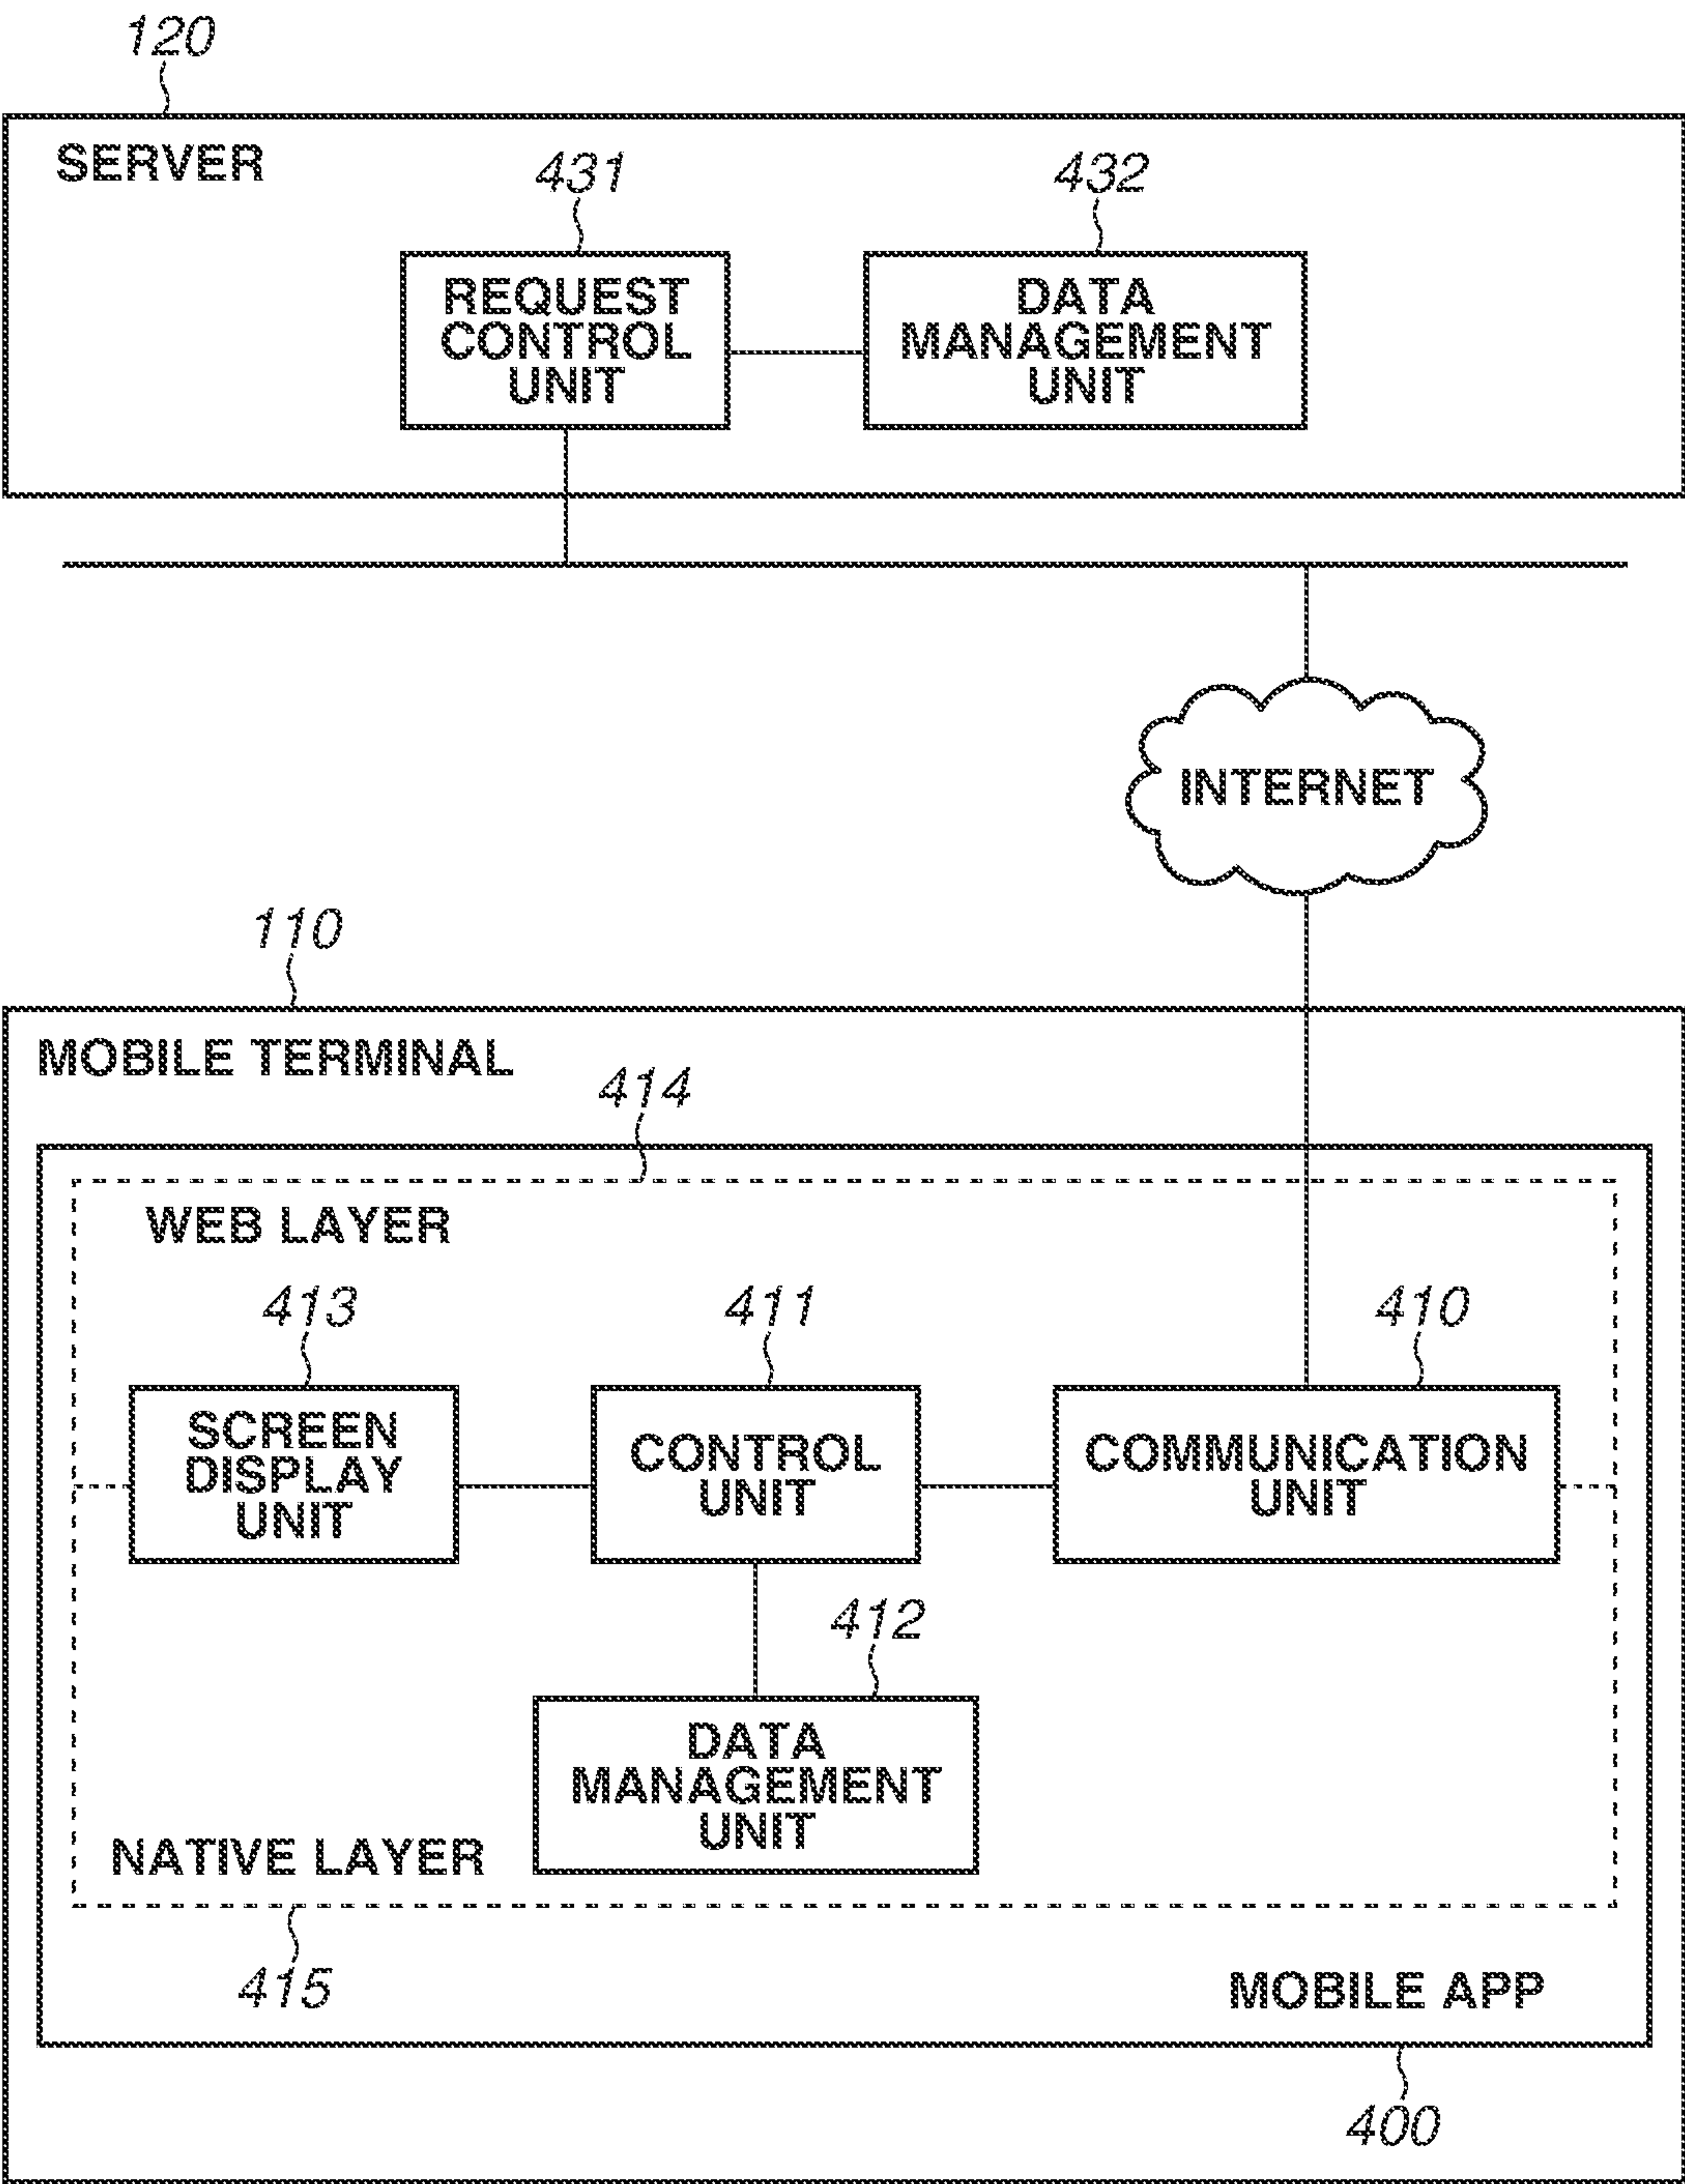 120
SERVER
431
432
REQUEST
CONTROL
UNIT
DATA
MANAGEMENT
UNIT
INTERNET
110
MOBILE TERMINAL
414
WEB LAYER
413
411
410
SCREEN
DISPLAY
UNIT
CONTROL
UNIT
COMMUNICATION
UNIT
412
DATA
MANAGEMENT
UNIT
NATIVE LAYER
415
MOBILE APP
400